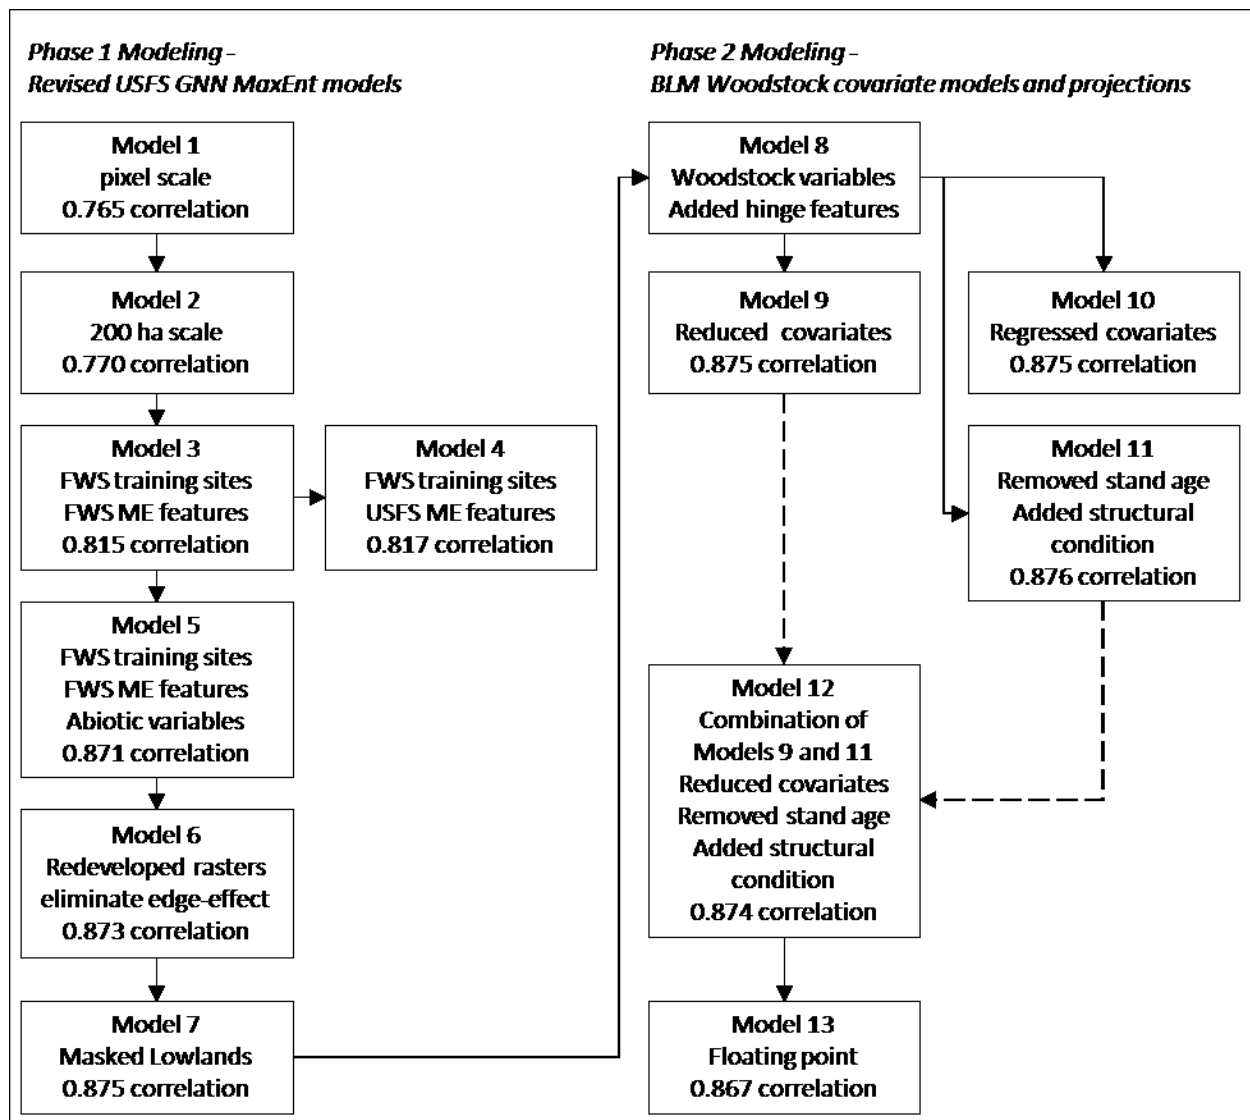 Phase 1 Modeling –
Revised USFS GNN MaxEnt models
Model 1
pixel scale
0.765 correlation
Model 2
200 ha scale
0.770 correlation
Model 3
FWS training sites
FWS ME features
0.815 correlation
Model 4
FWS training sites
USFS ME features
0.817 correlation
Model 5
FWS training sites
FWS ME features
Abiotic variables
0.871 correlation
Model 6
Redeveloped rasters
eliminate edge-effect
0.873 correlation
Model 7
Masked Lowlands
0.875 correlation
Phase 2 Modeling –
BLM Woodstock covariate models and projections
Model 8
Woodstock variables
Added hinge features
Model 9
Reduced covariates
0.875 correlation
Model 10
Regressed covariates
0.875 correlation
Model 11
Removed stand age
Added structural
condition
0.876 correlation
Model 12
Combination of
Models 9 and 11
Reduced covariates
Removed stand age
Added structural
condition
0.874 correlation
Model 13
Floating point
0.867 correlation